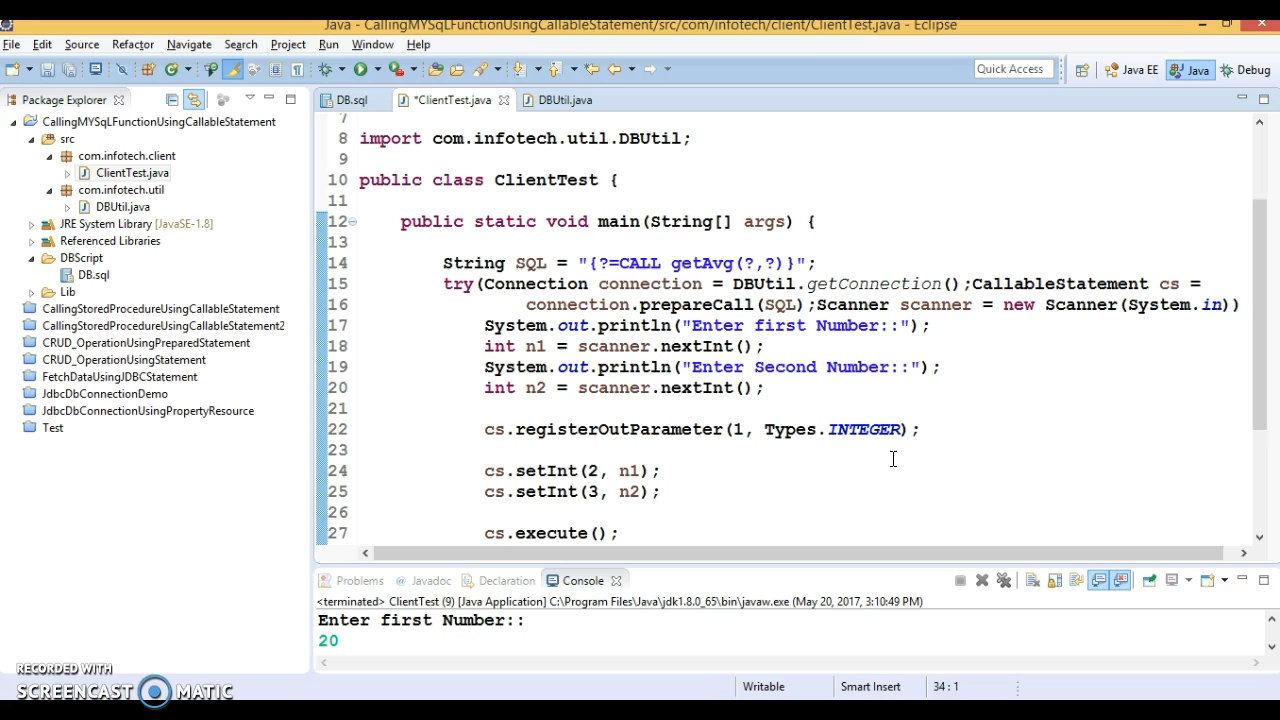 Java - CallingMYSqLFunctionUsingCallableStatement/src/com/infotech/client/ClientTest.java - Eclipse
File Edit Source Refactor Navigate Search Project Run Window Help
Quick Access Java EE Java Debug
Package Explorer
CallingMYSqLFunctionUsingCallableStatement
src
com.infotech.client
ClientTest.java
com.infotech.util
DBUtil.java
JRE System Library [JavaSE-1.8]
Referenced Libraries
DBScript
DB.sql
Lib
CallingStoredProcedureUsingCallableStatement
CallingStoredProcedureUsingCallableStatement2
CRUD_OperationUsingPreparedStatement
CRUD_OperationUsingStatement
FetchDataUsingJDBCStatement
JdbcDbConnectionDemo
JdbcDbConnectionUsingPropertyResource
Test
DB.sql *ClientTest.java DBUtil.java
7
8 import com.infotech.util.DBUtil;
9
10 public class ClientTest {
11
12 public static void main(String[] args) {
13
14 String SQL = "{?=CALL getAvg(?,?)}";
15 try(Connection connection = DBUtil.getConnection();CallableStatement cs =
16 connection.prepareCall(SQL);Scanner scanner = new Scanner(System.in))
17 System.out.println("Enter first Number::");
18 int n1 = scanner.nextInt();
19 System.out.println("Enter Second Number::");
20 int n2 = scanner.nextInt();
21
22 cs.registerOutParameter(1, Types.INTEGER);
23
24 cs.setInt(2, n1);
25 cs.setInt(3, n2);
26
27 cs.execute();
Problems Javadoc Declaration Console
<terminated> ClientTest (9) [Java Application] C:\Program Files\Java\jdk1.8.0_65\bin\javaw.exe (May 20, 2017, 3:10:49 PM)
Enter first Number::
20
Writable Smart Insert 34 : 1
RECORDED WITH
SCREENCAST MATIC